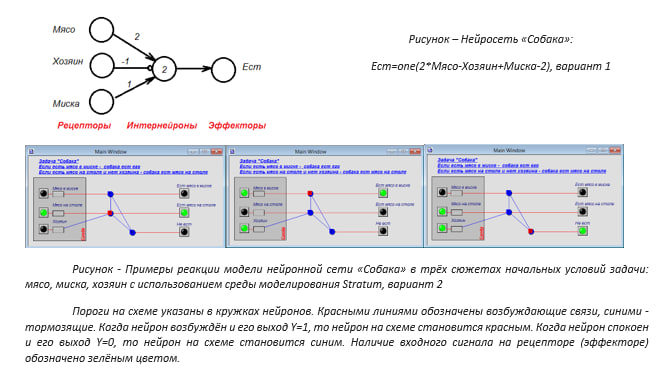 Мясо
2
Хозяин
-1
2
Ест
1
Миска
Рецепторы Интернейроны Эффекторы
Рисунок – Нейросеть «Собака»:
Ест=one(2*Мясо-Хозяин+Миска-2), вариант 1
Main Window
Задача "Собака"
Если есть мясо в миске - собака ест его
Если есть мясо на столе и нет хозяина - собака ест мясо на столе
Мясо в миске
Мясо на столе
Хозяин
Ест мясо в миске
Ест мясо на столе
Не ест
Main Window
Задача "Собака"
Если есть мясо в миске - собака ест его
Если есть мясо на столе и нет хозяина - собака ест мясо на столе
Мясо в миске
Мясо на столе
Хозяин
Ест мясо в миске
Ест мясо на столе
Не ест
Main Window
Задача "Собака"
Если есть мясо в миске - собака ест его
Если есть мясо на столе и нет хозяина - собака ест мясо на столе
Мясо в миске
Мясо на столе
Хозяин
Ест мясо в миске
Ест мясо на столе
Не ест
Рисунок - Примеры реакции модели нейронной сети «Собака» в трёх сюжетах начальных условий задачи:
мясо, миска, хозяин с использованием среды моделирования Stratum, вариант 2
Пороги на схеме указаны в кружках нейронов. Красными линиями обозначены возбуждающие связи, синими -
тормозящие. Когда нейрон возбуждён и его выход Y=1, то нейрон на схеме становится красным. Когда нейрон спокоен
и его выход Y=0, то нейрон на схеме становится синим. Наличие входного сигнала на рецепторе (эффекторе)
обозначено зелёным цветом.